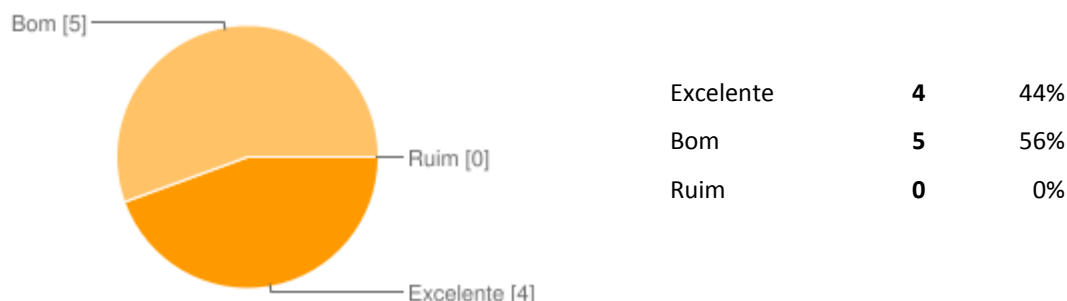 Bom [5]
Ruim [0]
Excelente [4]
Excelente 4 44%
Bom 5 56%
Ruim 0 0%